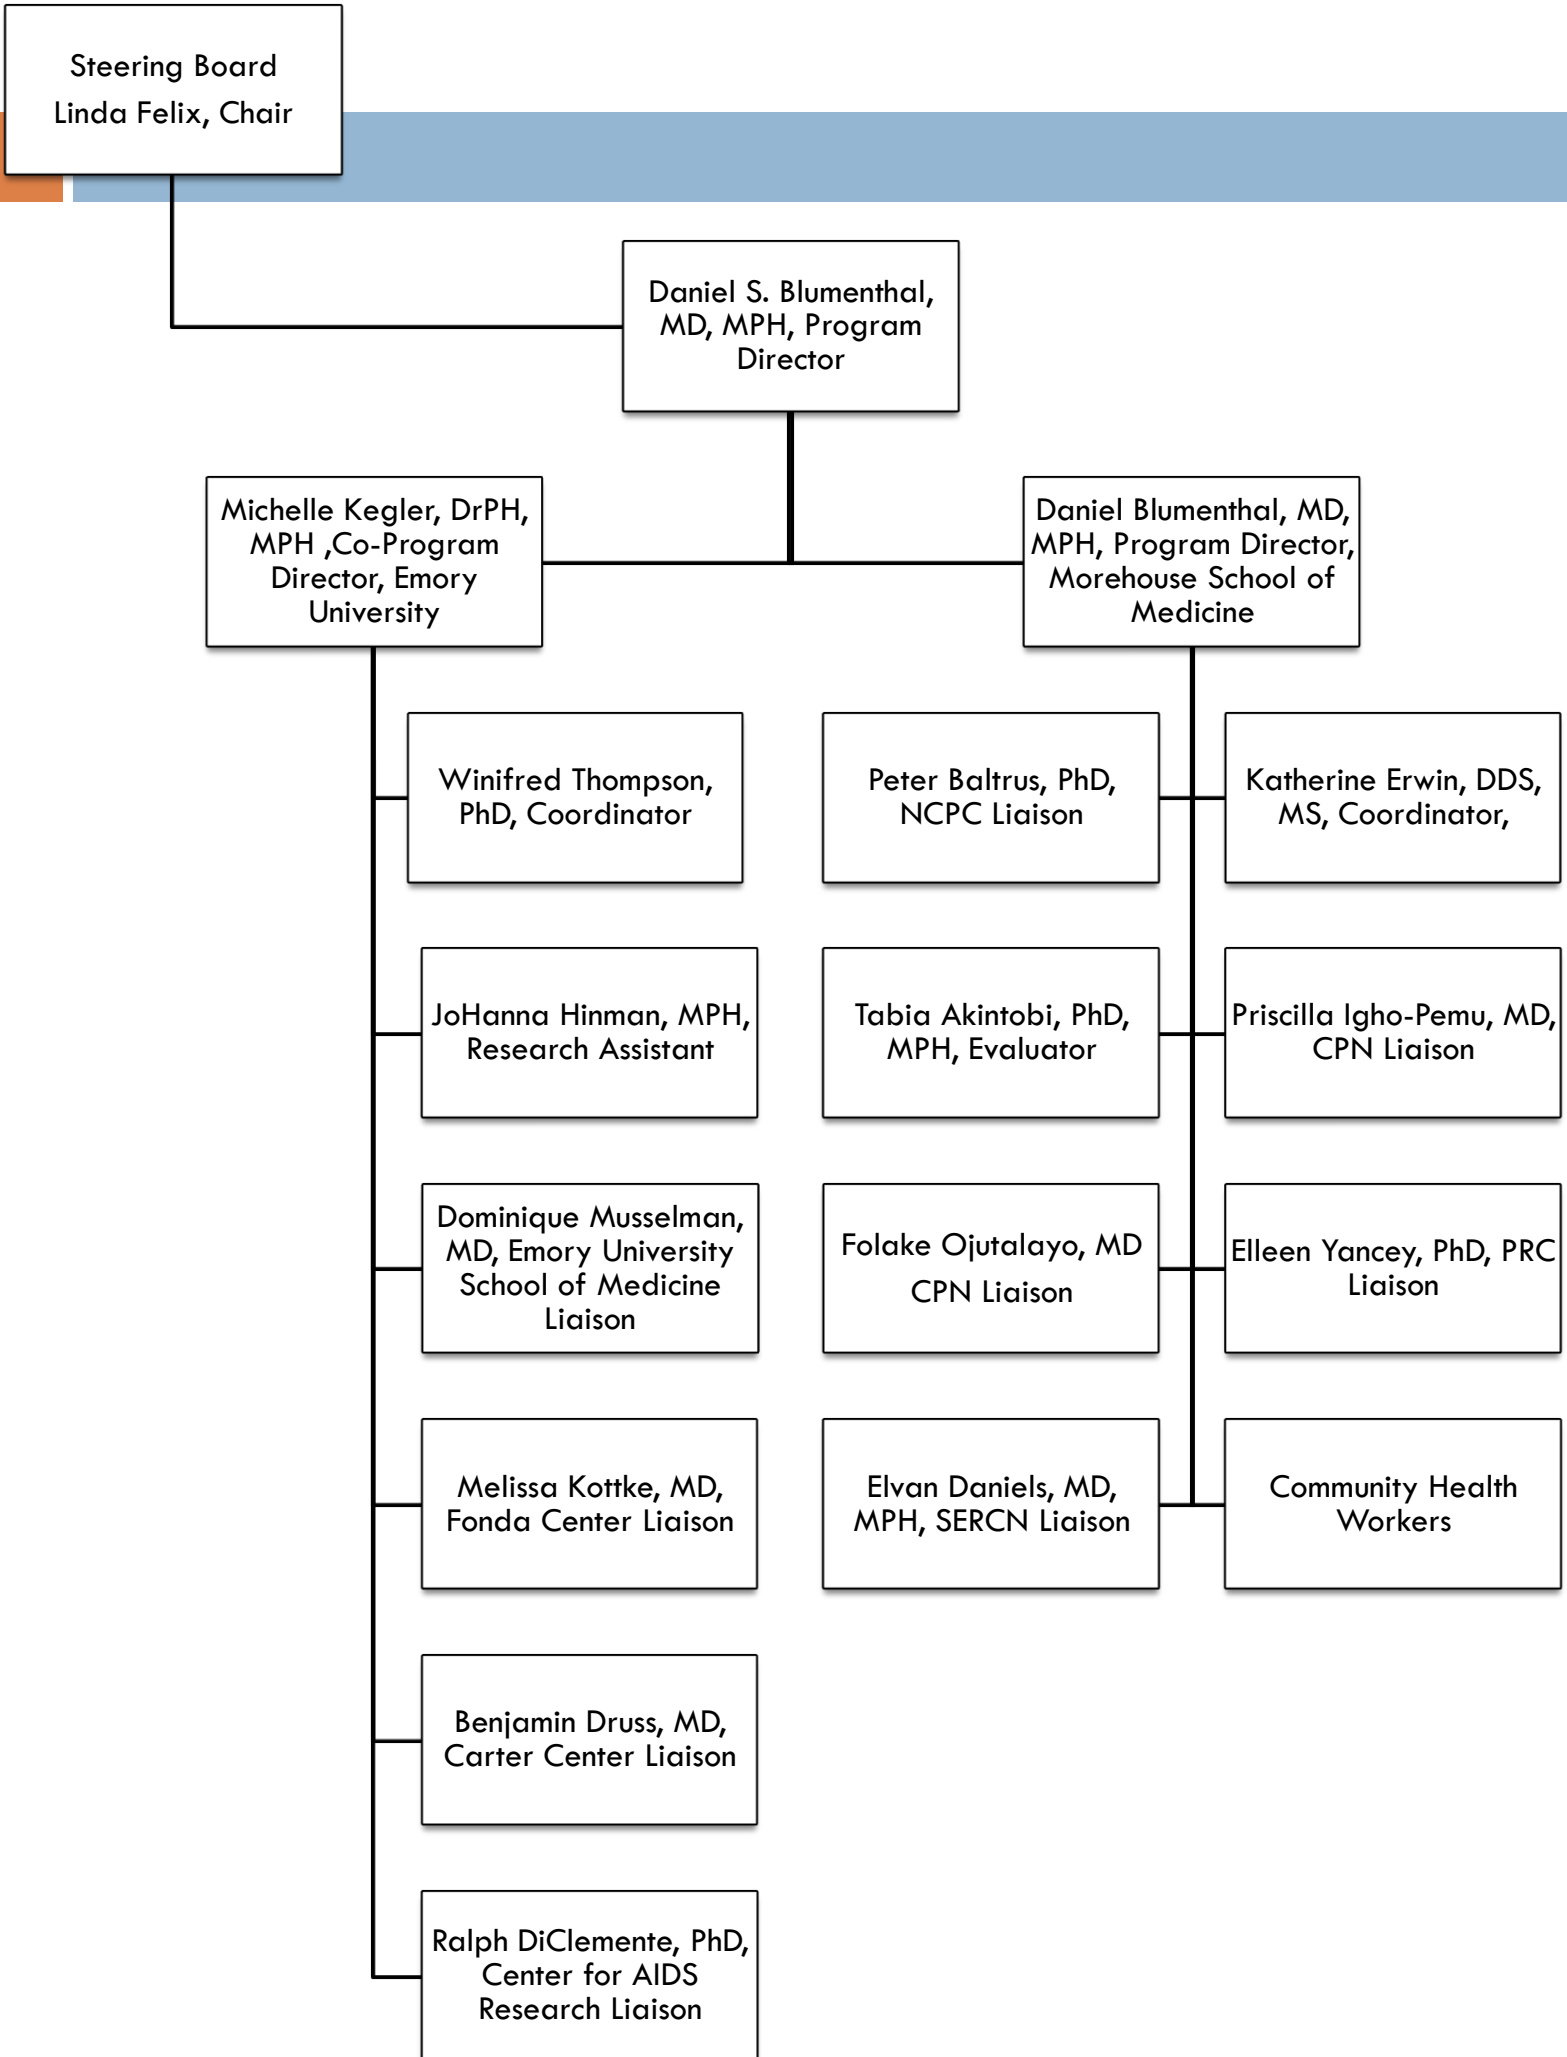 Steering Board
Linda Felix, Chair
Daniel S. Blumenthal,
MD, MPH, Program
Director
Michelle Kegler, DrPH,
MPH ,Co-Program
Director, Emory
University
Daniel Blumenthal, MD,
MPH, Program Director,
Morehouse School of
Medicine
Winifred Thompson,
PhD, Coordinator
Peter Baltrus, PhD,
NCPC Liaison
Katherine Erwin, DDS,
MS, Coordinator,
JoHanna Hinman, MPH,
Research Assistant
Tabia Akintobi, PhD,
MPH, Evaluator
Priscilla Igho-Pemu, MD,
CPN Liaison
Dominique Musselman,
MD, Emory University
School of Medicine
Liaison
Folake Ojutalayo, MD
CPN Liaison
Elleen Yancey, PhD, PRC
Liaison
Melissa Kottke, MD,
Fonda Center Liaison
Elvan Daniels, MD,
MPH, SERCN Liaison
Community Health
Workers
Benjamin Druss, MD,
Carter Center Liaison
Ralph DiClemente, PhD,
Center for AIDS
Research Liaison